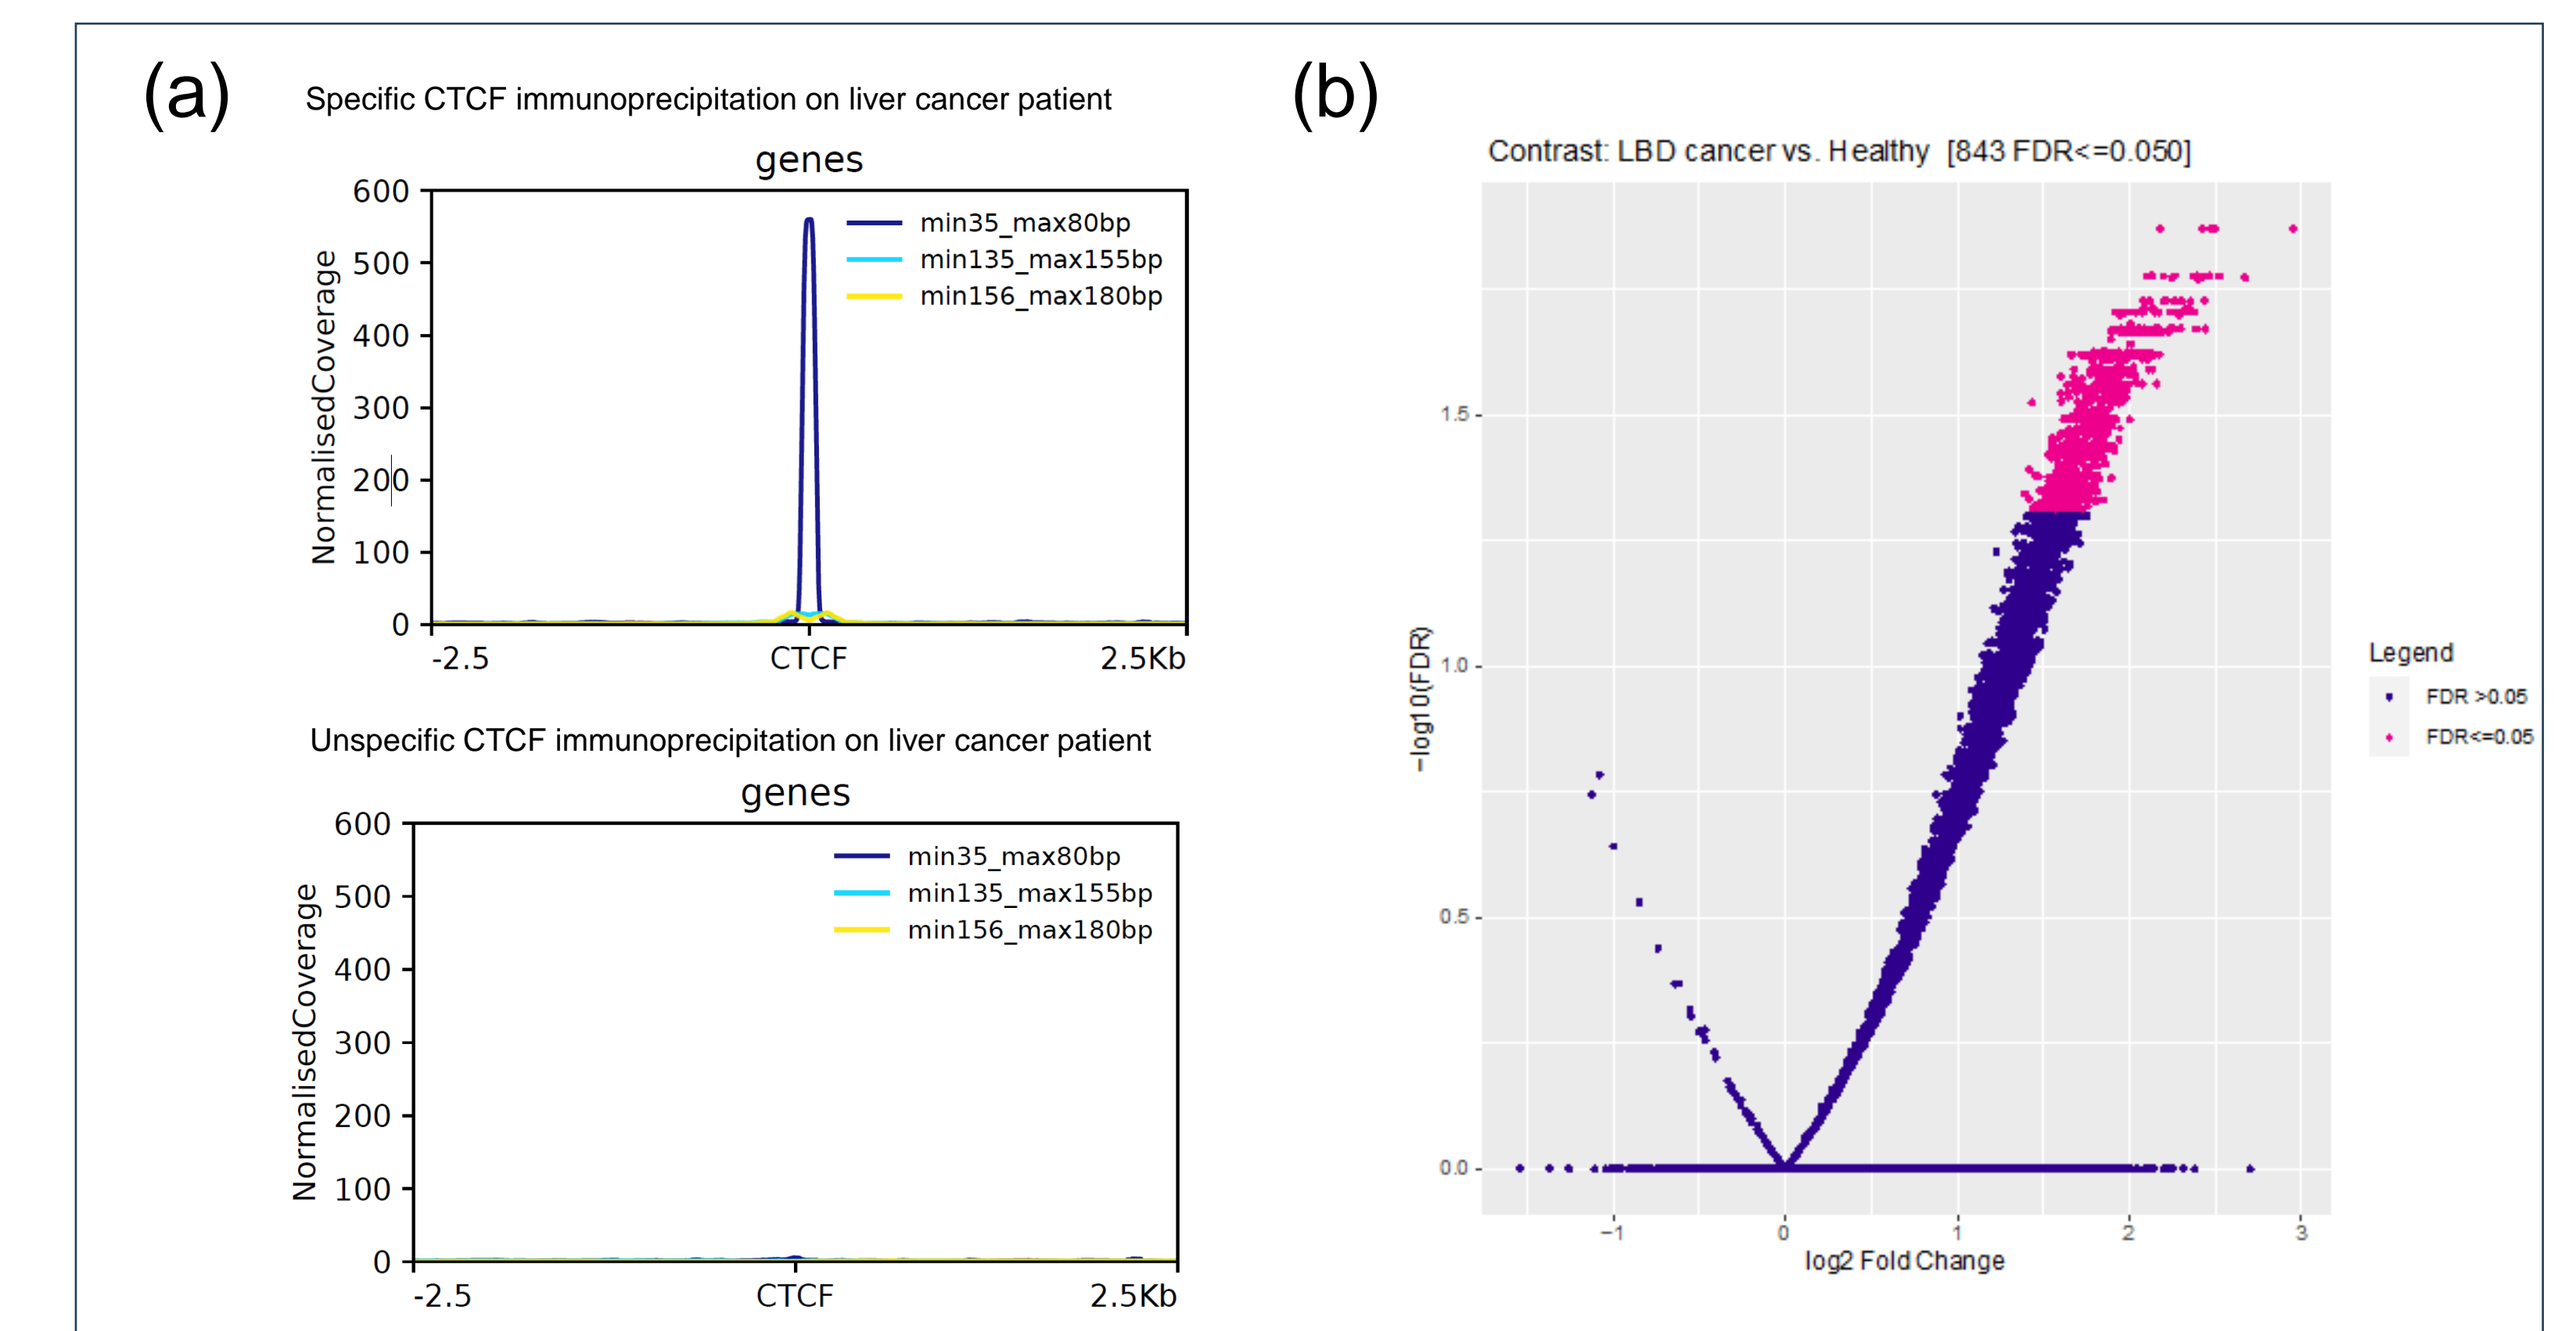 (a)
Specific CTCF immunoprecipitation on liver cancer patient
genes
NormalisedCoverage
600
500
400
300
200
100
0
min35_max80bp
min135_max155bp
min156_max180bp
-2.5 CTCF 2.5Kb
Unspecific CTCF immunoprecipitation on liver cancer patient
genes
NormalisedCoverage
600
500
400
300
200
100
0
min35_max80bp
min135_max155bp
min156_max180bp
-2.5 CTCF 2.5Kb
(b)
Contrast: LBD cancer vs. Healthy [843 FDR<=0.050]
−log10(FDR)
1.5
1.0
0.5
0.0
−1 0 1 2 3
log2 Fold Change
Legend
FDR >0.05
FDR<=0.05